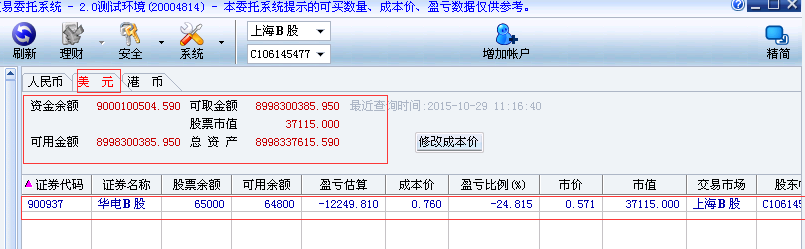 易委托系统 - 2.0测试环境(20004814) - 本委托系统提示的可买数量、成本价、盈亏数据仅供参考。
刷新 理财 安全 系统 上海B股 C106145477 增加帐户 精简
人民币 美 元 港 币
资金余额 9000100504.590 可取金额 8998300385.950 最近查询时间:2015-10-29 11:16:40
股票市值 37115.000
可用金额 8998300385.950 总 资 产 8998337615.590 修改成本价
证券代码 证券名称 股票余额 可用余额 盈亏估算 成本价 盈亏比例(%) 市价 市值 交易市场 股东
900937 华电B股 65000 64800 -12249.810 0.760 -24.815 0.571 37115.000 上海B股 C106145